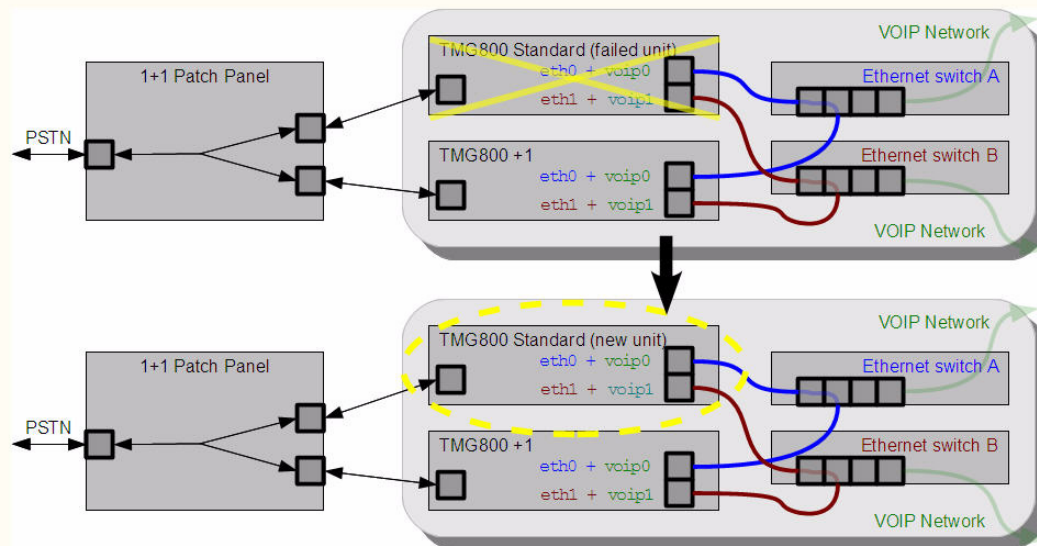 VOIP Network
TMG800 Standard (failed unit)
1+1 Patch Panel
eth0 + voip0
Ethernet switch A
eth1 + voip1
PSTN
TMG800 +1
Ethernet switch B
eth0 + voip0
eth1 + voip1
VOIP Network
VOIP Network
TMG800 Standard (new unit)
1+1 Patch Panel
eth0 + voip0
Ethernet switch A
eth1 + voip1
PSTN
TMG800 +1
Ethernet switch B
eth0 + voip0
eth1 + voip1
VOIP Network